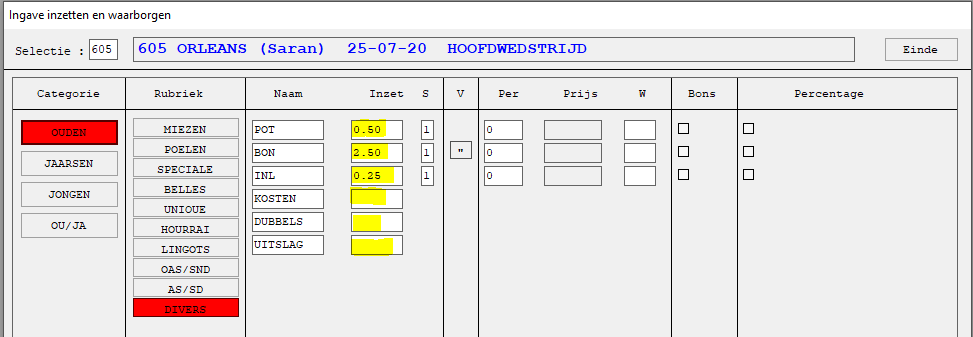 Ingave inzetten en waarborgen
Selectie : 605 605 ORLEANS (Saran) 25-07-20 HOOFDWEDSTRIJD Einde
Categorie Rubriek Naam Inzet S V Per Prijs W Bons Percentage
OUDEN MIEZEN POT 0.50 1 0
POELEN BON 2.50 1 " 0
JAARSEN SPECIALE INL 0.25 1 0
JONGEN BELLES KOSTEN
UNIOUE DUBBELS
OU/JA HOURRAI UITSLAG
LINGOTS
OAS/SND
AS/SD
DIVERS